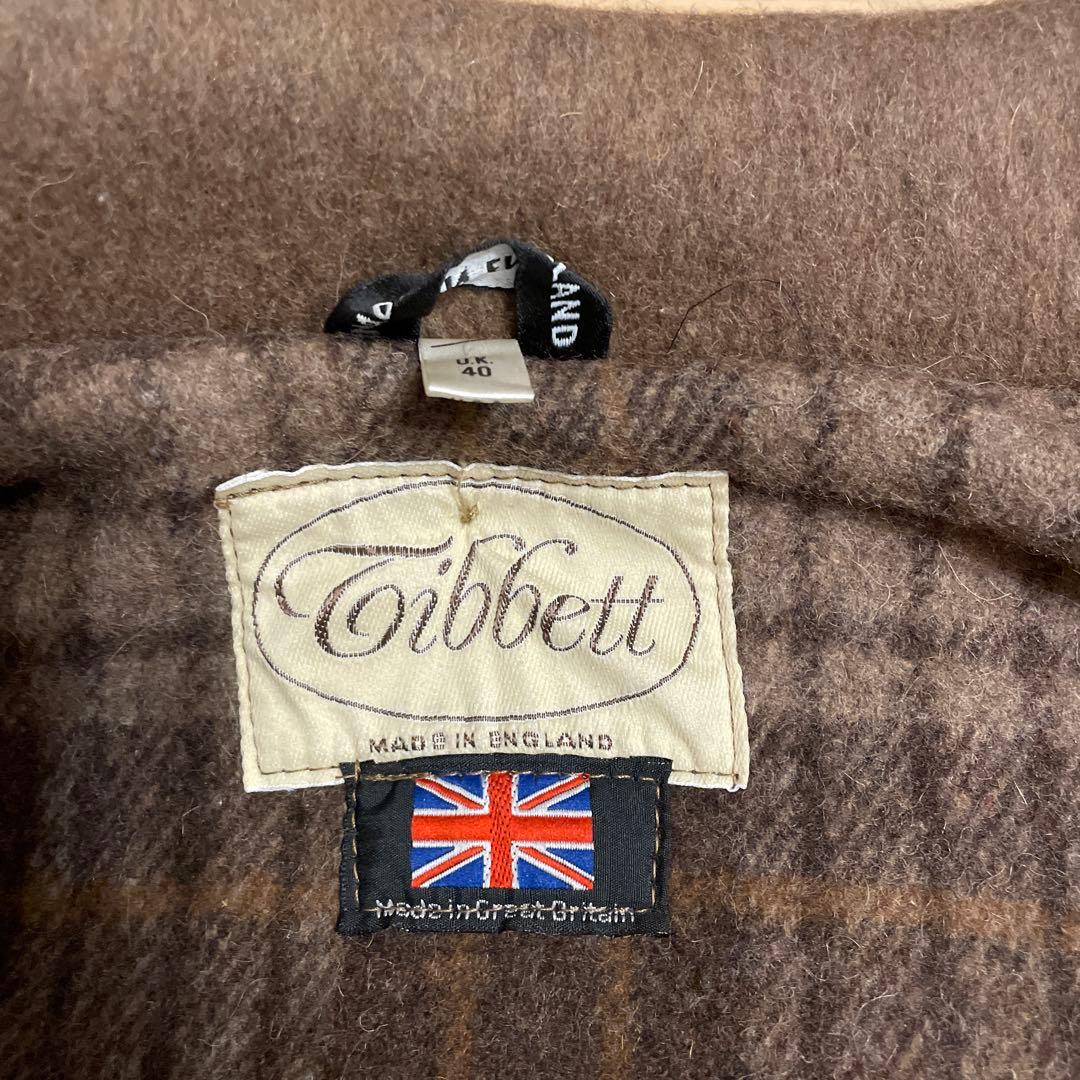 LAND
U.K.
40
Tibbett
MADE IN ENGLAND
Made in Great Britain